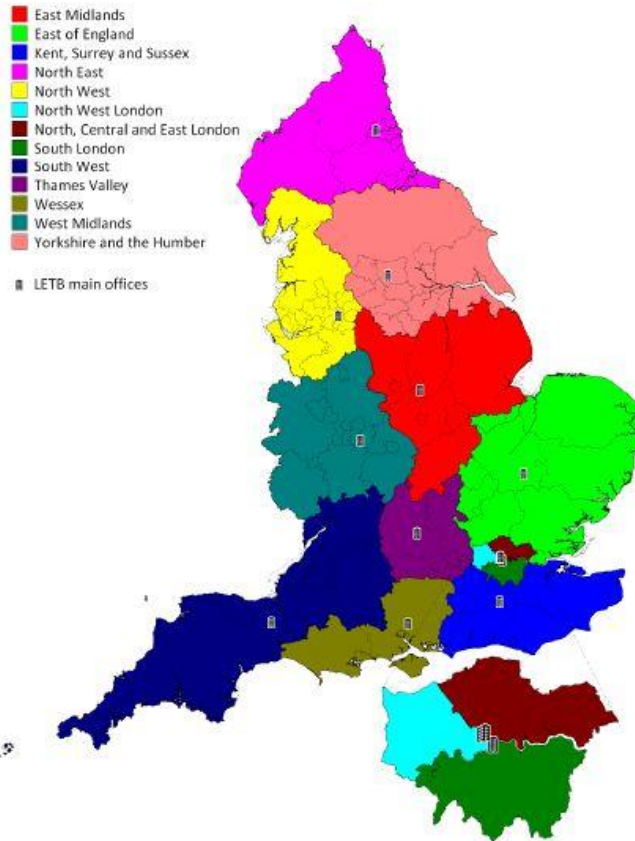 East Midlands
East of England
Kent, Surrey and Sussex
North East
North West
North West London
North, Central and East London
South London
South West
Thames Valley
Wessex
West Midlands
Yorkshire and the Humber
LETB main offices